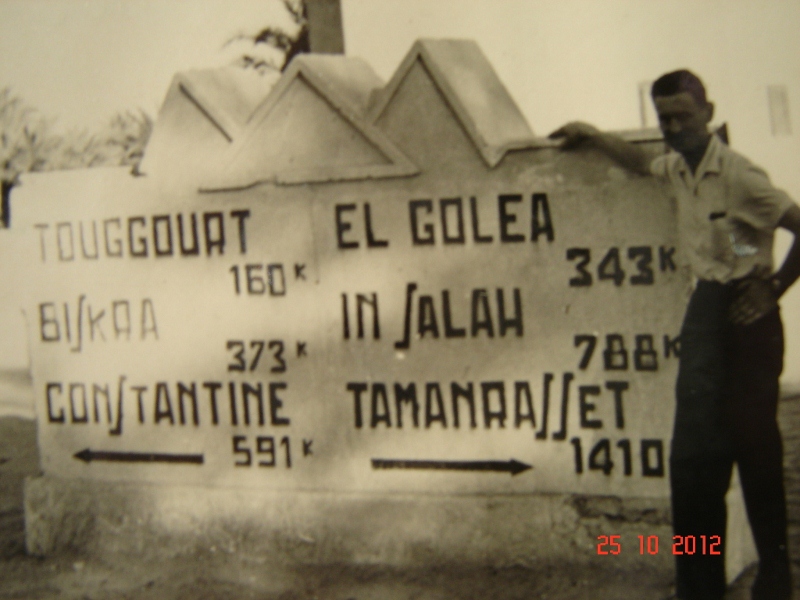 TOUGGOURT
160 K
BISKRA
373 K
CONSTANTINE
591 K
EL GOLEA
343 K
IN SALAH
788 K
TAMANRASSET
1410
25 10 2012